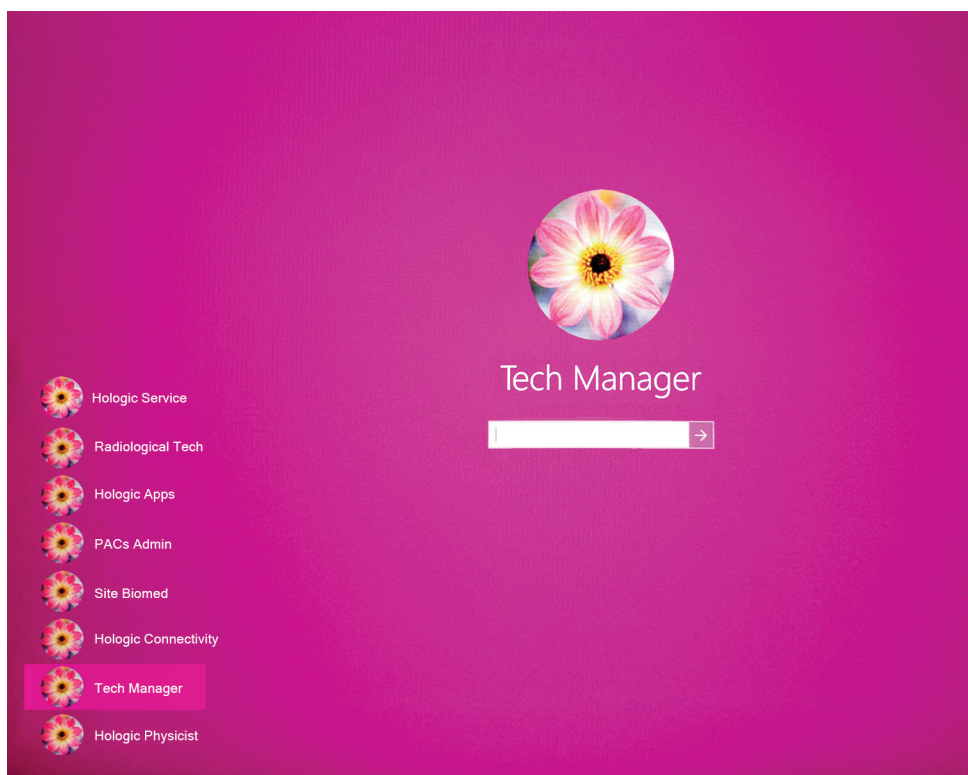 Tech Manager
Hologic Service
Radiological Tech
Hologic Apps
PACs Admin
Site Biomed
Hologic Connectivity
Tech Manager
Hologic Physicist